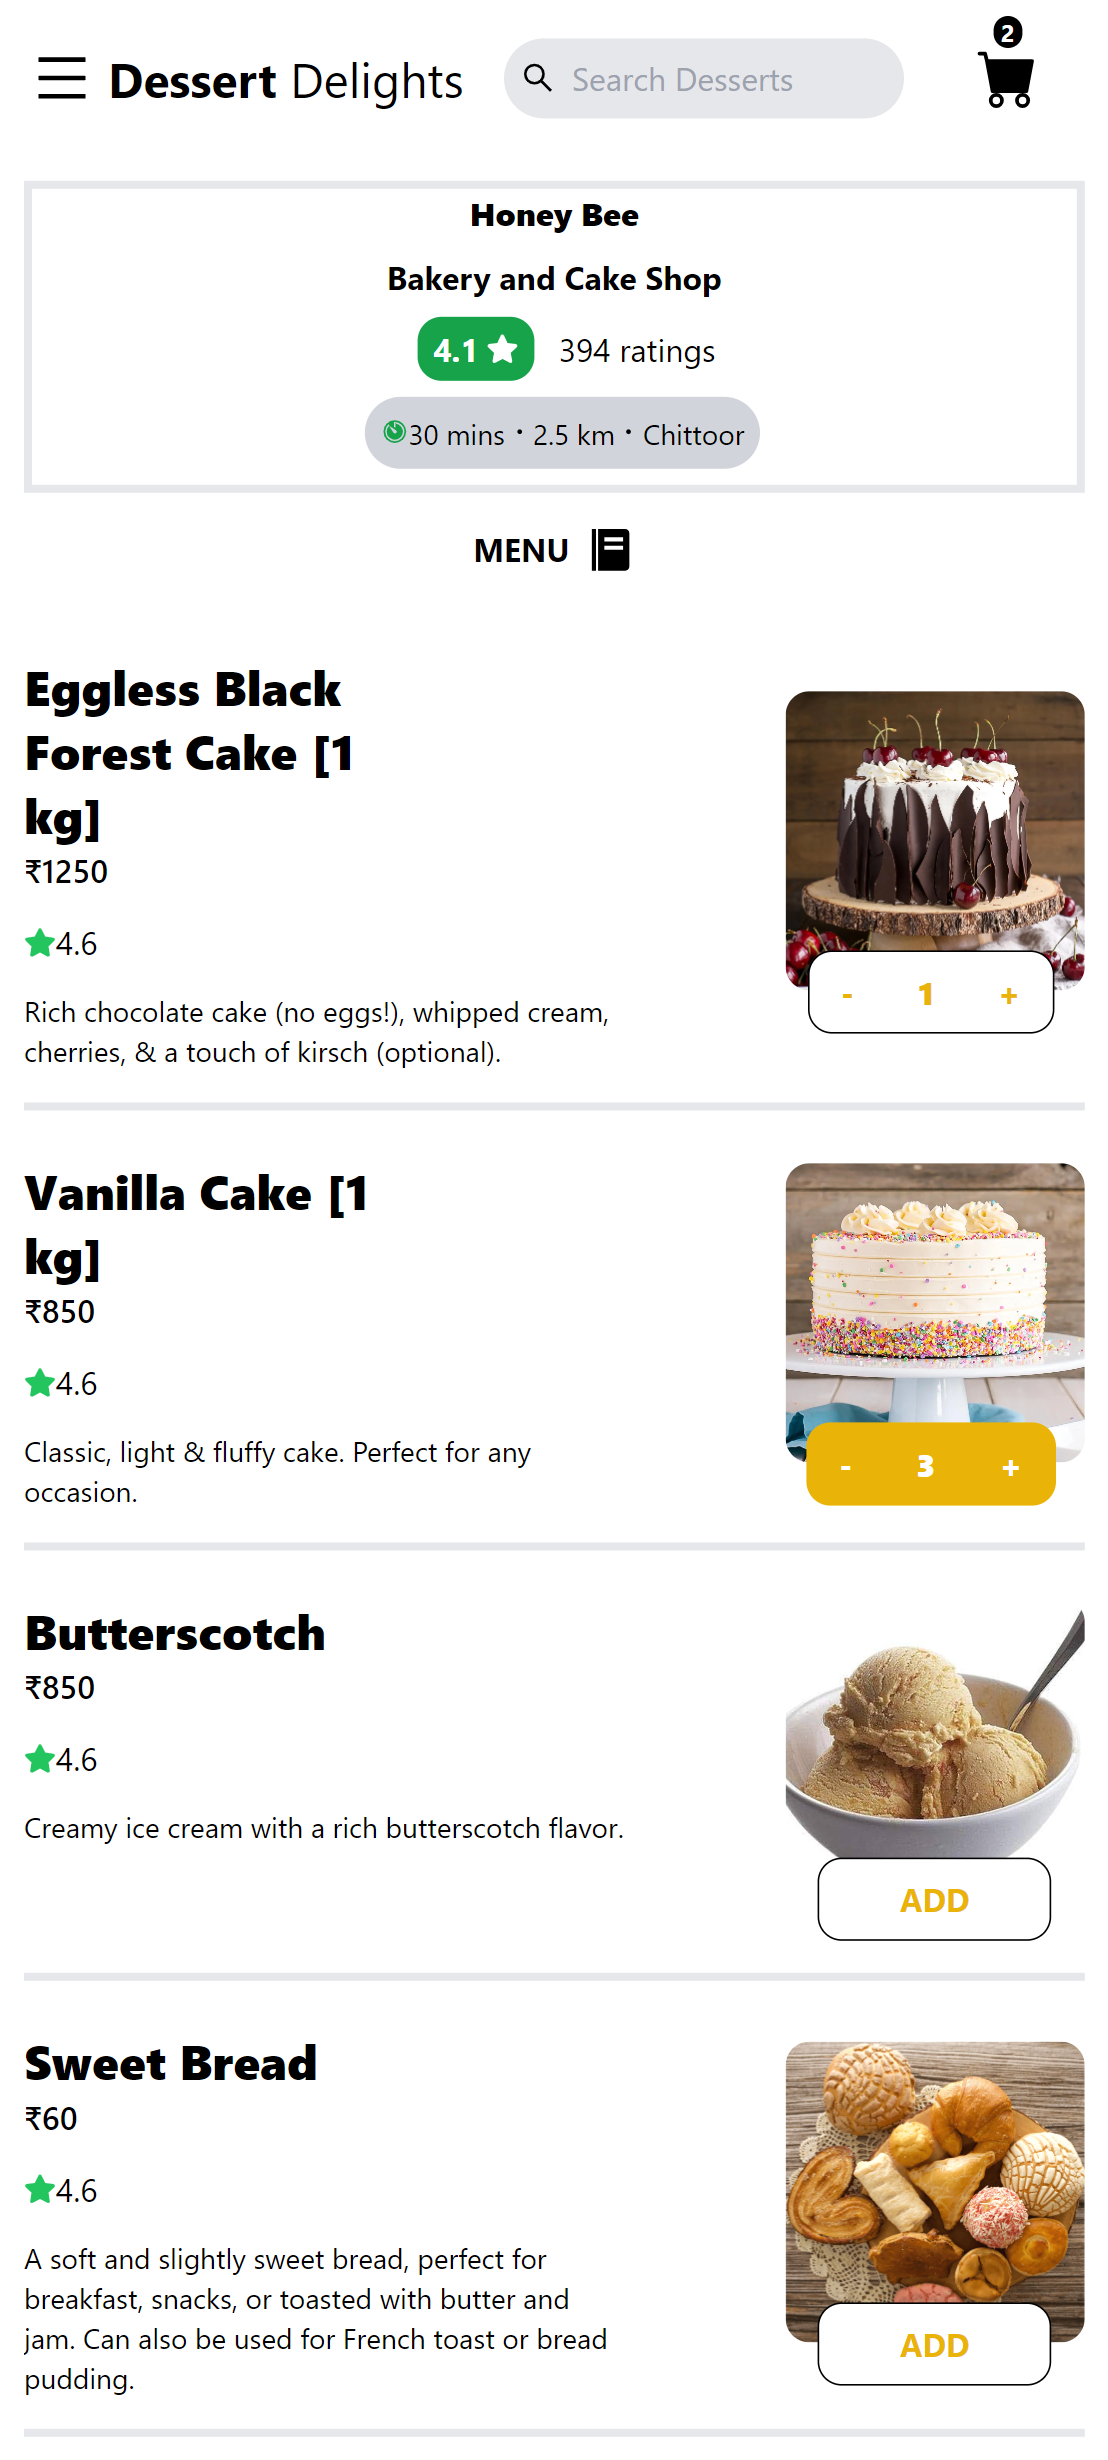 Dessert Delights
Search Desserts
2
Honey Bee
Bakery and Cake Shop
4.1 394 ratings
30 mins · 2.5 km · Chittoor
MENU
Eggless Black
Forest Cake [1
kg]
₹1250
4.6
Rich chocolate cake (no eggs!), whipped cream,
cherries, & a touch of kirsch (optional).
- 1 +
Vanilla Cake [1
kg]
₹850
4.6
Classic, light & fluffy cake. Perfect for any
occasion.
- 3 +
Butterscotch
₹850
4.6
Creamy ice cream with a rich butterscotch flavor.
ADD
Sweet Bread
₹60
4.6
A soft and slightly sweet bread, perfect for
breakfast, snacks, or toasted with butter and
jam. Can also be used for French toast or bread
pudding.
ADD